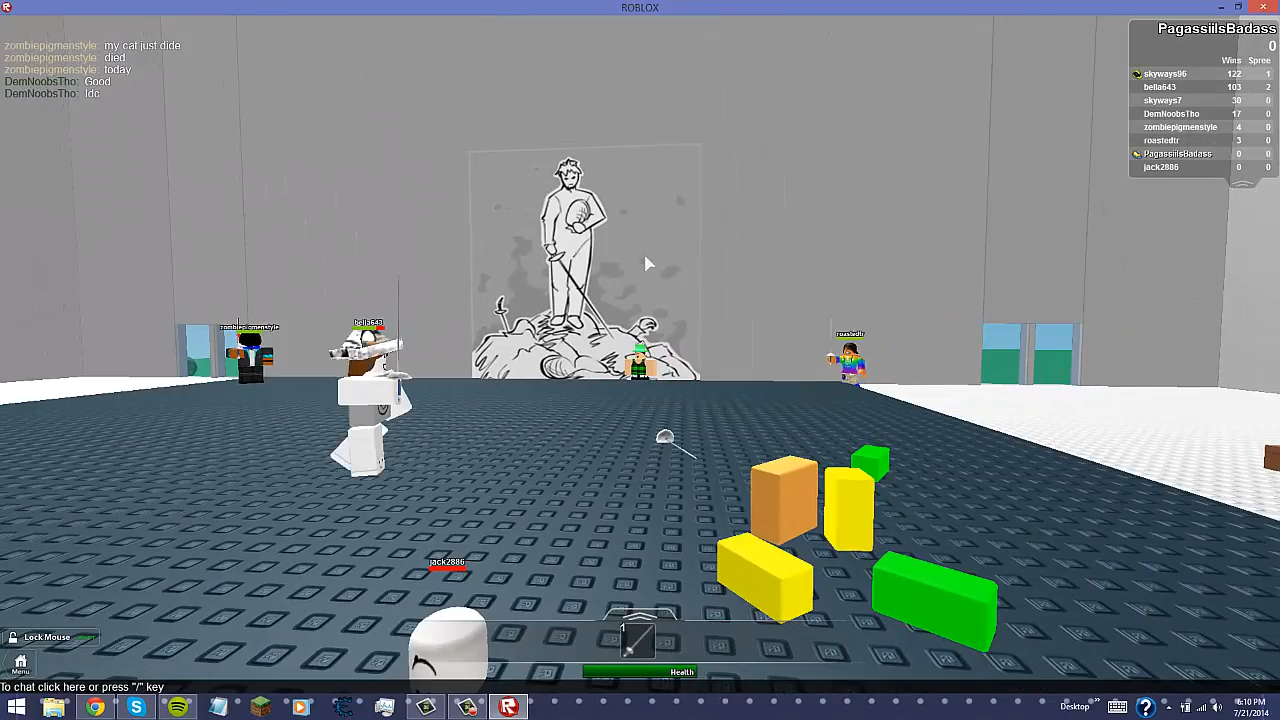 ROBLOX
zombiepigmenstyle: my cat just dide
zombiepigmenstyle: died
zombiepigmenstyle: today
DemNoobsTho: Good
DemNoobsTho: Idc
PagassiilsBadass
0
Wins Spree
skyways96 122 1
bella643 103 2
skyways7 30 0
DemNoobsTho 17 0
zombiepigmenstyle 4 0
roastedtr 3 0
PagassiilsBadass 0 0
jack2886 0 0
zombiepigmenstyle
bella643
roastedtr
jack2886
Lock Mouse
1
Menu
Health
To chat click here or press "/" key
Desktop
6:10 PM
7/21/2014